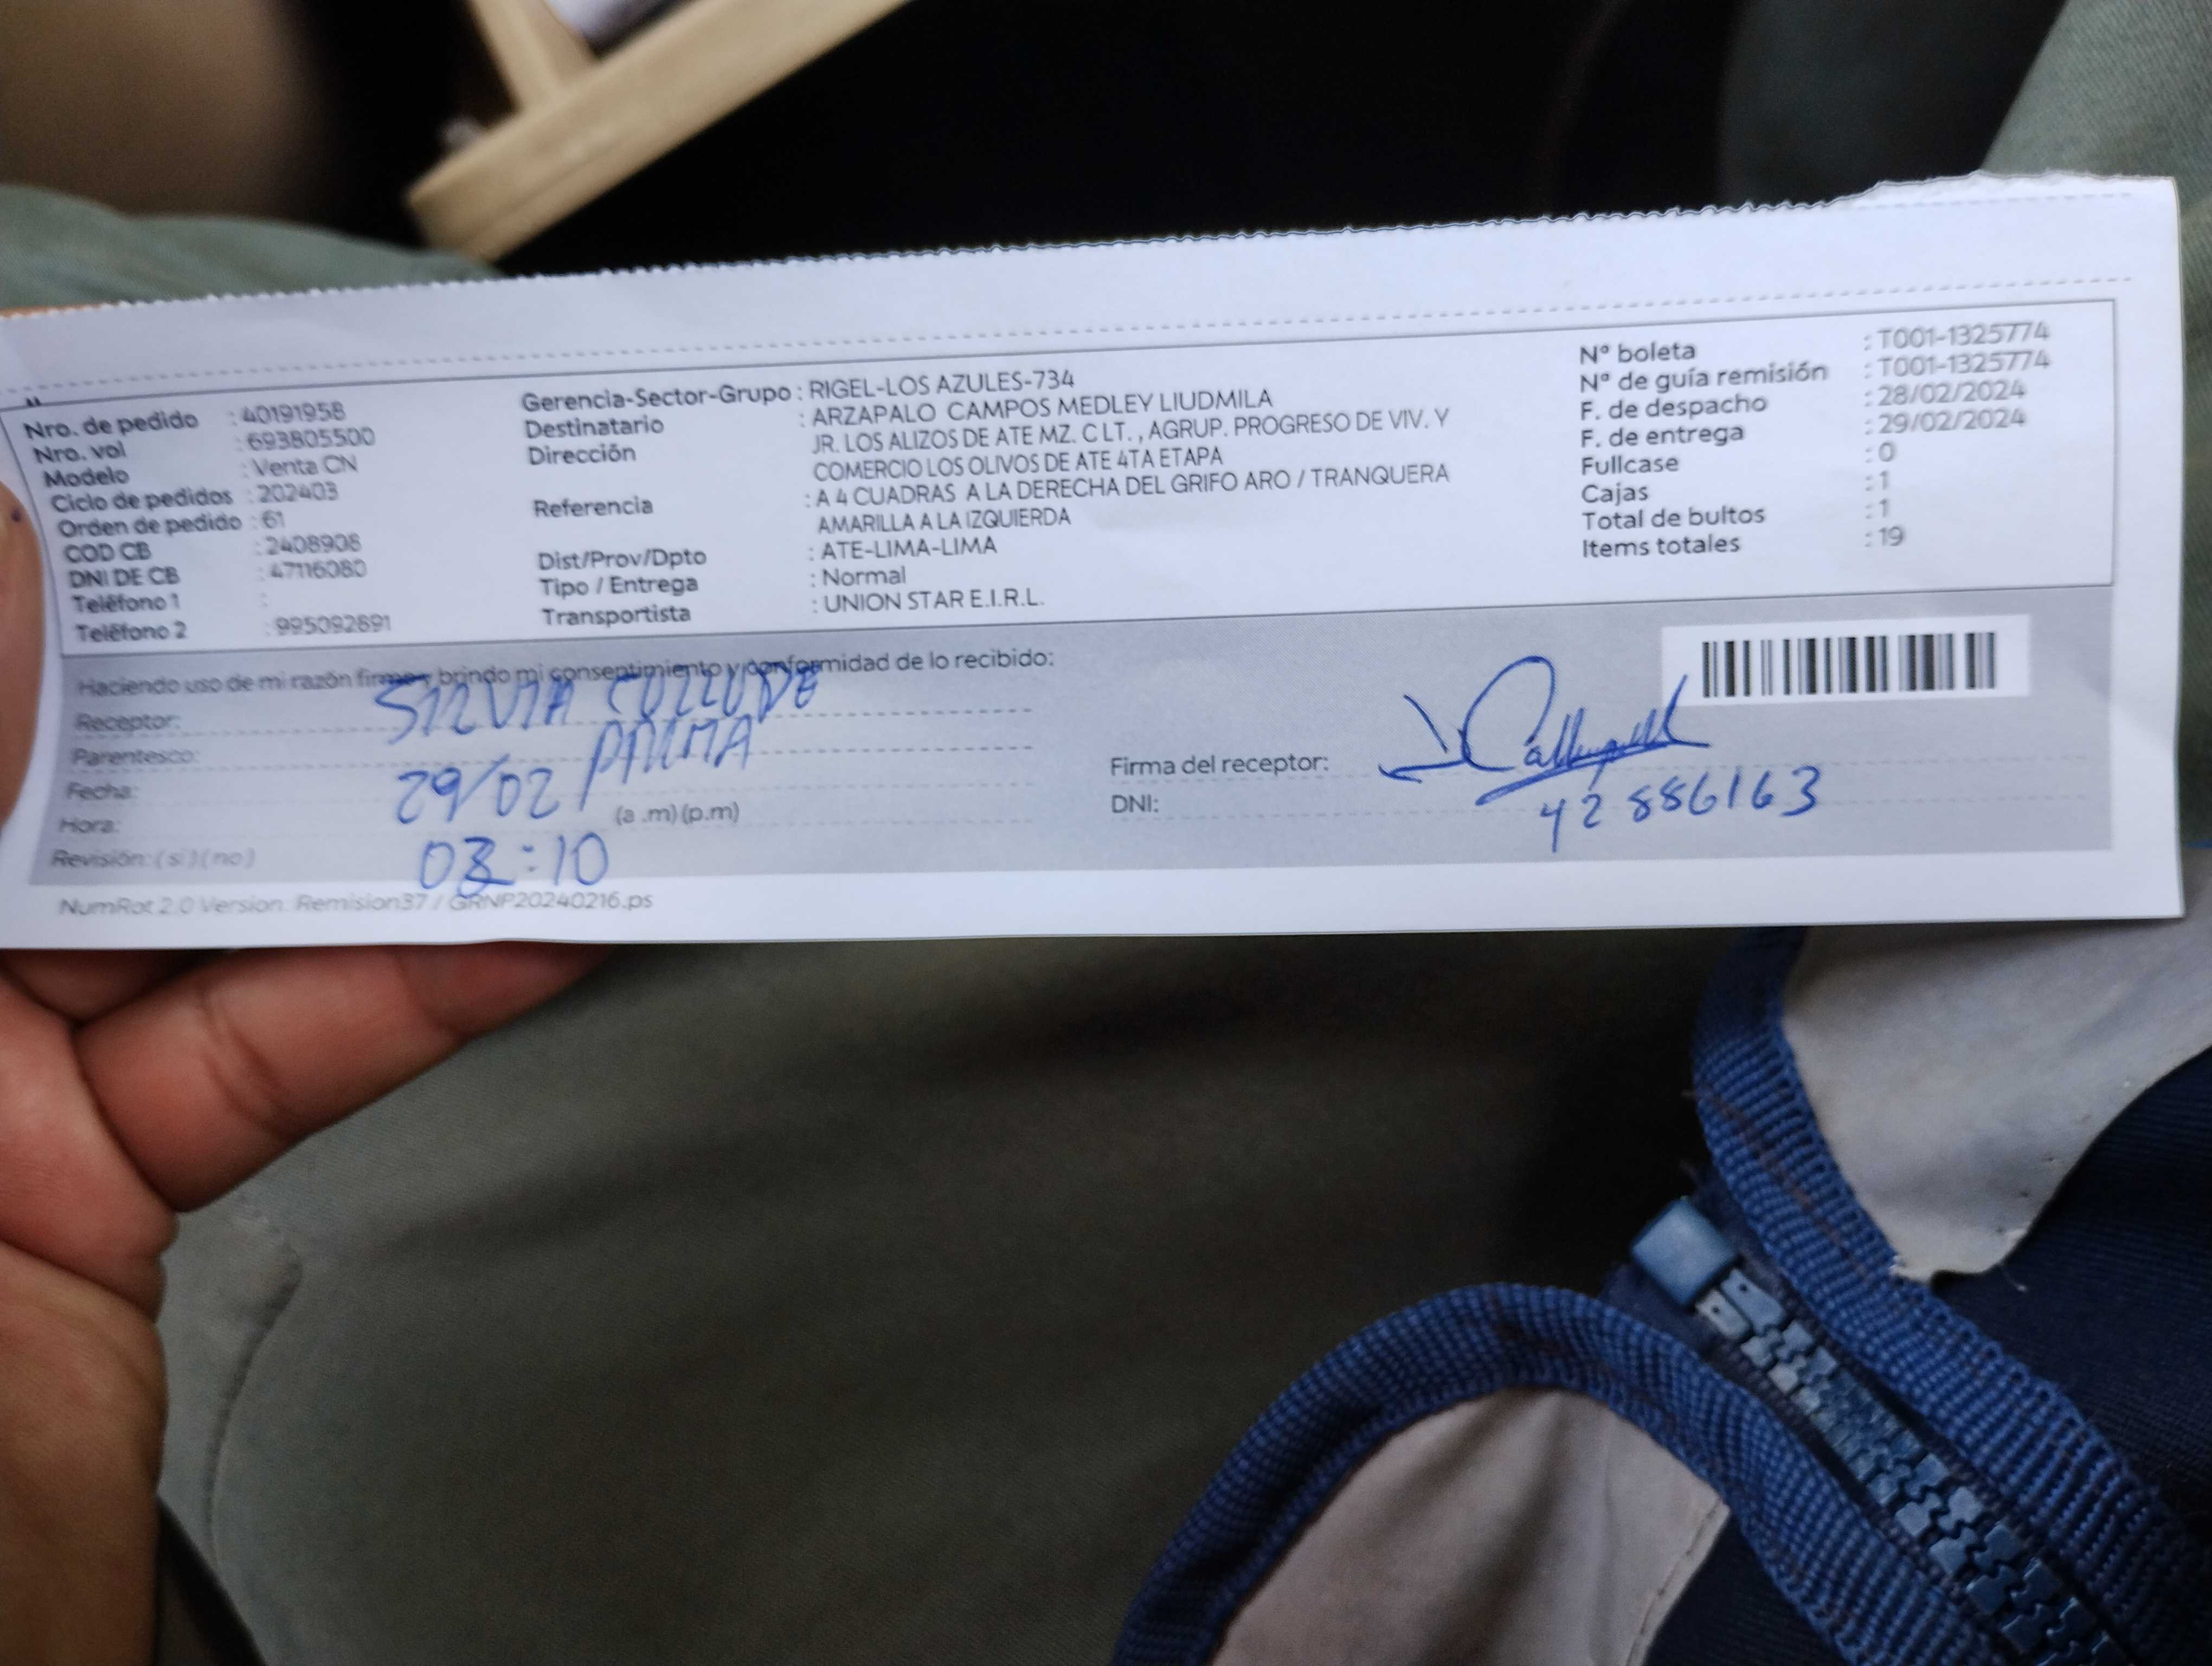 Nro. de pedido : 40191958
Nro. vol : 693805500
Modelo : Venta CN
Ciclo de pedidos : 202403
Orden de pedido : 61
COD CB : 2408908
DNI DE CB : 47116080
Teléfono 1 :
Teléfono 2 : 995092891
Gerencia-Sector-Grupo : RIGEL-LOS AZULES-734
Destinatario : ARZAPALO CAMPOS MEDLEY LIUDMILA
Dirección JR. LOS ALIZOS DE ATE MZ. C LT. , AGRUP. PROGRESO DE VIV. Y
COMERCIO LOS OLIVOS DE ATE 4TA ETAPA
Referencia : A 4 CUADRAS A LA DERECHA DEL GRIFO ARO / TRANQUERA
AMARILLA A LA IZQUIERDA
Dist/Prov/Dpto : ATE-LIMA-LIMA
Tipo / Entrega : Normal
Transportista : UNION STAR E.I.R.L.
Nº boleta : T001-1325774
Nº de guía remisión : T001-1325774
F. de despacho : 28/02/2024
F. de entrega : 29/02/2024
Fullcase : 0
Cajas : 1
Total de bultos : 1
Items totales : 19
Haciendo uso de mi razón firmo y brindo mi consentimiento y conformidad de lo recibido:
Receptor: SILVIA
Parentesco: PRIMA
Fecha: 29/02
Hora: (a .m) (p.m)
Revisión: ( si ) ( no ) :10
Firma del receptor:
DNI: 42886163
NumRot 2.0 Version: Remision37 / GRNP20240216.ps